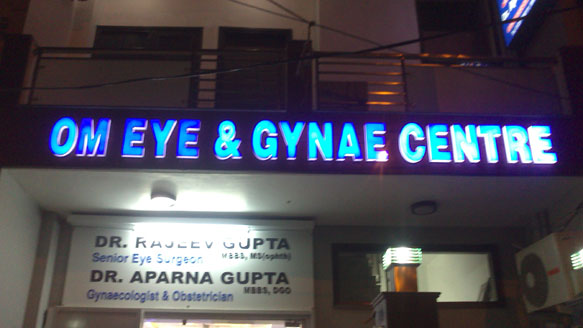 OM EYE & GYNAE CENTRE
DR. RAJEEV GUPTA
Senior Eye Surgeon MBBS, MS(ophth)
DR. APARNA GUPTA
MBBS, DGO
Gynaecologist & Obstetrician